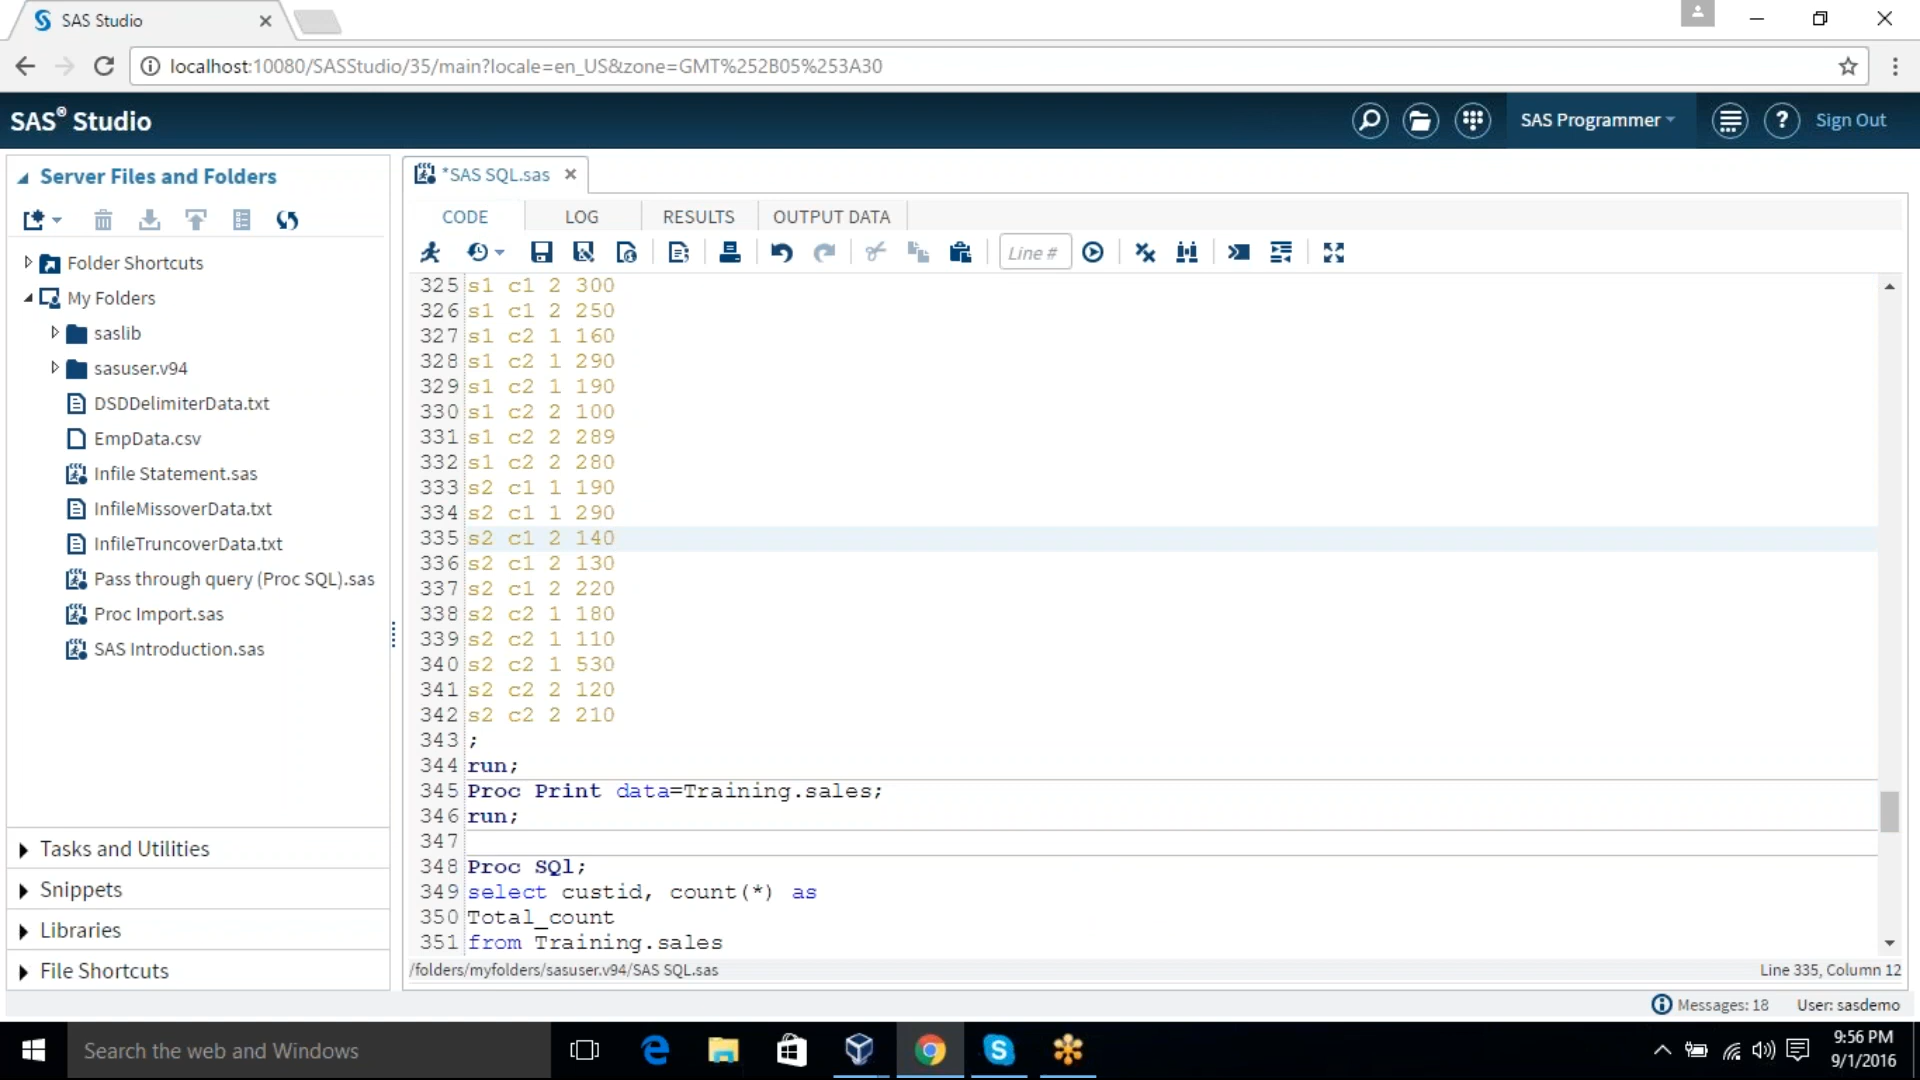 SAS Studio
localhost:10080/SASStudio/35/main?locale=en_US&zone=GMT%252B05%253A30
SAS® Studio
SAS Programmer
Sign Out
Server Files and Folders
Folder Shortcuts
My Folders
saslib
sasuser.v94
DSDDelimiterData.txt
EmpData.csv
Infile Statement.sas
InfileMissoverData.txt
InfileTruncoverData.txt
Pass through query (Proc SQL).sas
Proc Import.sas
SAS Introduction.sas
Tasks and Utilities
Snippets
Libraries
File Shortcuts
*SAS SQL.sas
CODE LOG RESULTS OUTPUT DATA
Line #
325 s1 c1 2 300
326 s1 c1 2 250
327 s1 c2 1 160
328 s1 c2 1 290
329 s1 c2 1 190
330 s1 c2 2 100
331 s1 c2 2 289
332 s1 c2 2 280
333 s2 c1 1 190
334 s2 c1 1 290
335 s2 c1 2 140
336 s2 c1 2 130
337 s2 c1 2 220
338 s2 c2 1 180
339 s2 c2 1 110
340 s2 c2 1 530
341 s2 c2 2 120
342 s2 c2 2 210
343 ;
344 run;
345 Proc Print data=Training.sales;
346 run;
347
348 Proc SQl;
349 select custid, count(*) as
350 Total_count
351 from Training.sales
/folders/myfolders/sasuser.v94/SAS SQL.sas
Line 335, Column 12
Messages: 18
User: sasdemo
Search the web and Windows
9:56 PM
9/1/2016